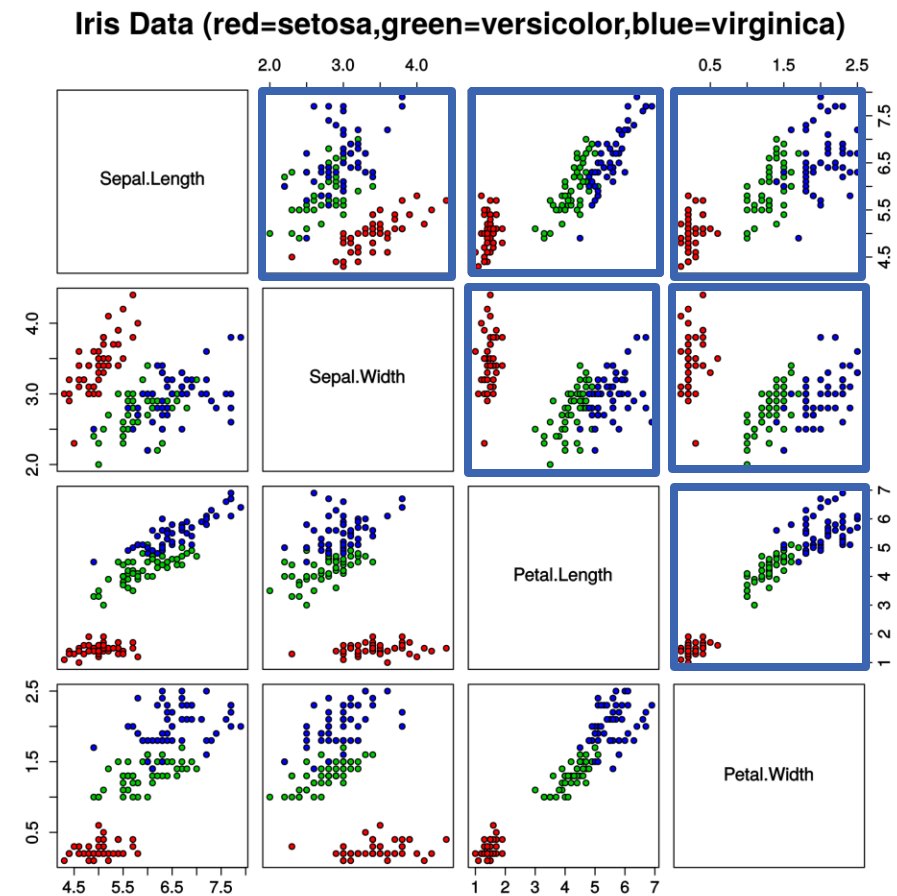 Iris Data (red=setosa,green=versicolor,blue=virginica)
2.0 3.0 4.0
0.5 1.5 2.5
Sepal.Length
4.5 5.5 6.5 7.5
2.0 3.0 4.0
Sepal.Width
Petal.Length
1 2 3 4 5 6 7
0.5 1.5 2.5
Petal.Width
4.5 5.5 6.5 7.5
1 2 3 4 5 6 7